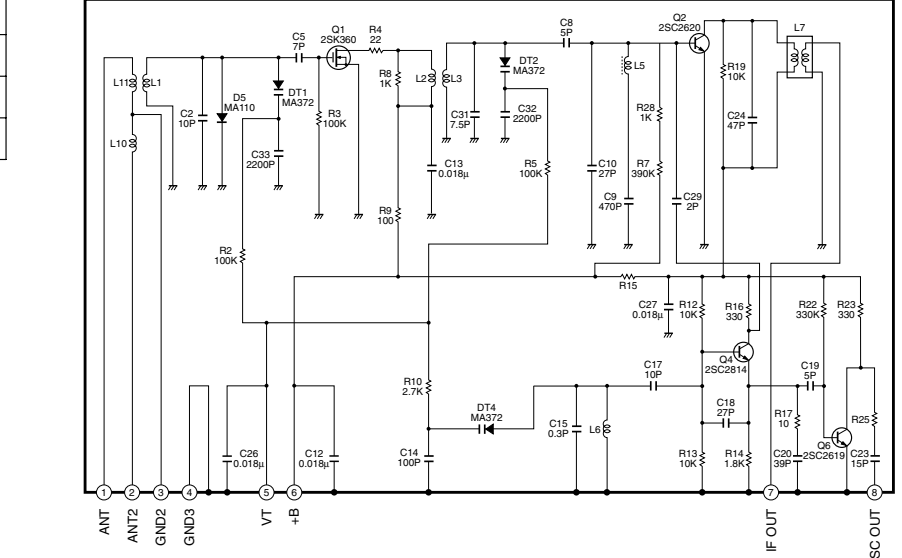 C8
5P
Q2
2SC2620
L7
Q1
2SK360
R4
22
C5
7P
L11
L1
D5
MA110
C2
10P
DT1
MA372
C33
2200P
R3
100K
R8
1K
L2
L3
DT2
MA372
C31
7.5P
C32
2200P
L5
R19
10K
C24
47P
R28
1K
L10
C13
0.018μ
R5
100K
C10
27P
R7
390K
C9
470P
C29
2P
R9
100
R2
100K
R15
C27
0.018μ
R12
10K
R16
330
R22
330K
R23
330
Q4
2SC2814
R10
2.7K
C17
10P
C19
5P
DT4
MA372
C18
27P
C15
0.3P
L6
R17
10
R25
Q6
2SC2619
C26
0.018μ
C12
0.018μ
C14
100P
R13
10K
R14
1.8K
C20
39P
C23
15P
1
2
3
4
5
6
7
8
ANT
ANT2
GND2
GND3
VT
+B
IF OUT
SC OUT